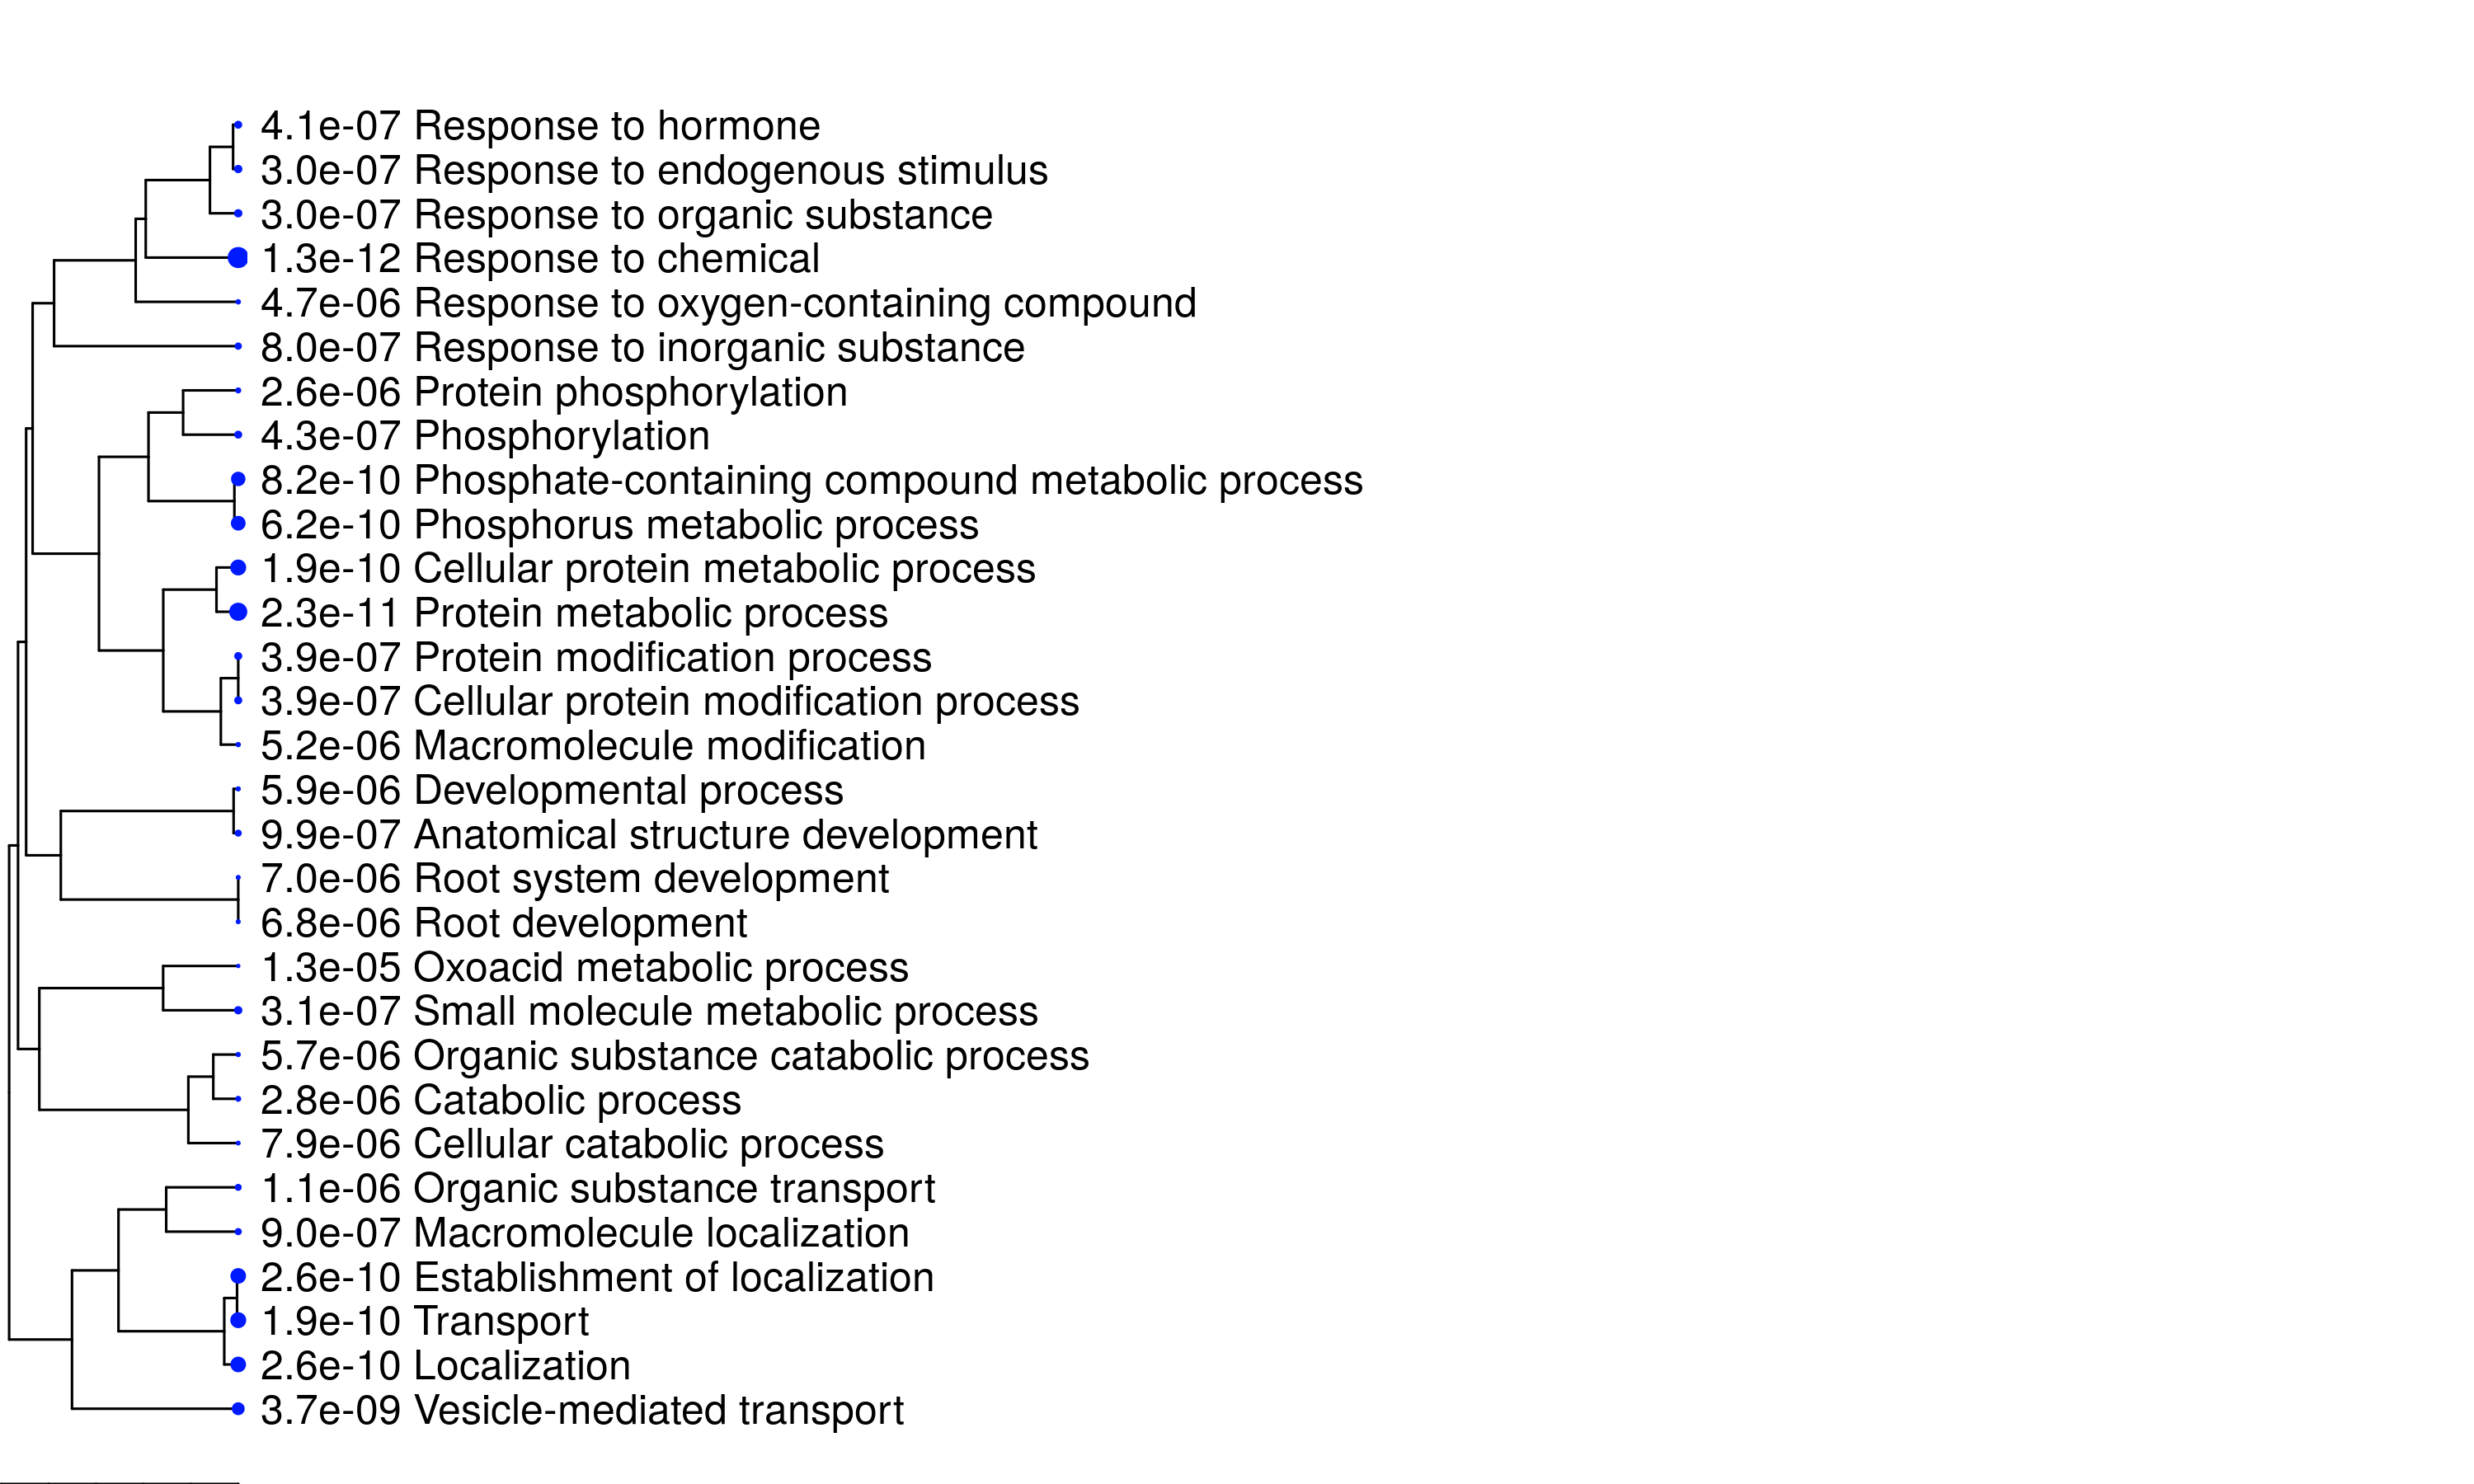 4.1e-07 Response to hormone
3.0e-07 Response to endogenous stimulus
3.0e-07 Response to organic substance
1.3e-12 Response to chemical
4.7e-06 Response to oxygen-containing compound
8.0e-07 Response to inorganic substance
2.6e-06 Protein phosphorylation
4.3e-07 Phosphorylation
8.2e-10 Phosphate-containing compound metabolic process
6.2e-10 Phosphorus metabolic process
1.9e-10 Cellular protein metabolic process
2.3e-11 Protein metabolic process
3.9e-07 Protein modification process
3.9e-07 Cellular protein modification process
5.2e-06 Macromolecule modification
5.9e-06 Developmental process
9.9e-07 Anatomical structure development
7.0e-06 Root system development
6.8e-06 Root development
1.3e-05 Oxoacid metabolic process
3.1e-07 Small molecule metabolic process
5.7e-06 Organic substance catabolic process
2.8e-06 Catabolic process
7.9e-06 Cellular catabolic process
1.1e-06 Organic substance transport
9.0e-07 Macromolecule localization
2.6e-10 Establishment of localization
1.9e-10 Transport
2.6e-10 Localization
3.7e-09 Vesicle-mediated transport